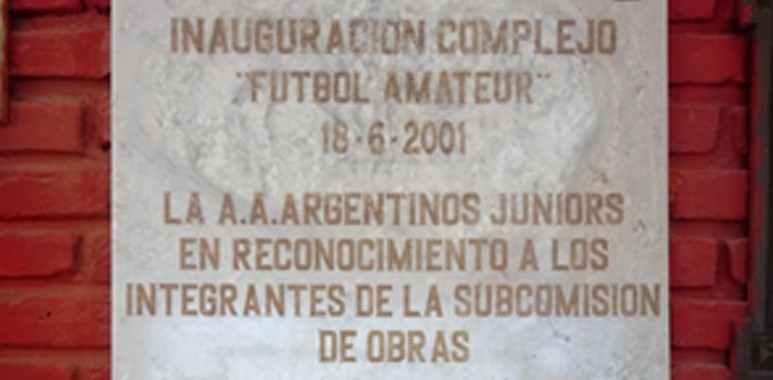 INAUGURACION COMPLEJO
"FUTBOL AMATEUR"
18-6-2001
LA A.A.ARGENTINOS JUNIORS
EN RECONOCIMIENTO A LOS
INTEGRANTES DE LA SUBCOMISION
DE OBRAS